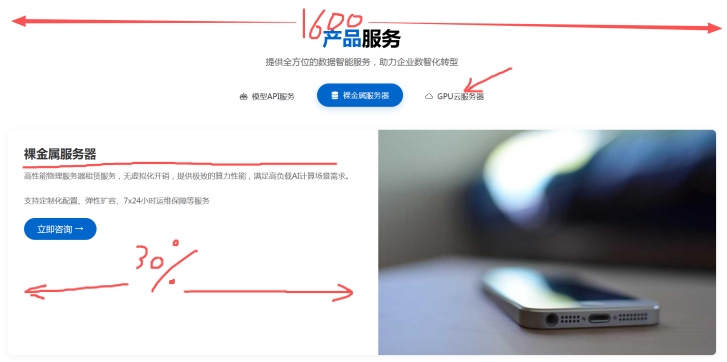 1600
产品服务
提供全方位的数据智能服务，助力企业数智化转型
模型API服务 裸金属服务器 GPU云服务器
裸金属服务器
高性能物理服务器租赁服务，无虚拟化开销，提供极致的算力性能，满足高负载AI计算场景需求。
支持定制化配置、弹性扩容、7x24小时运维保障等服务
立即咨询 →
30%